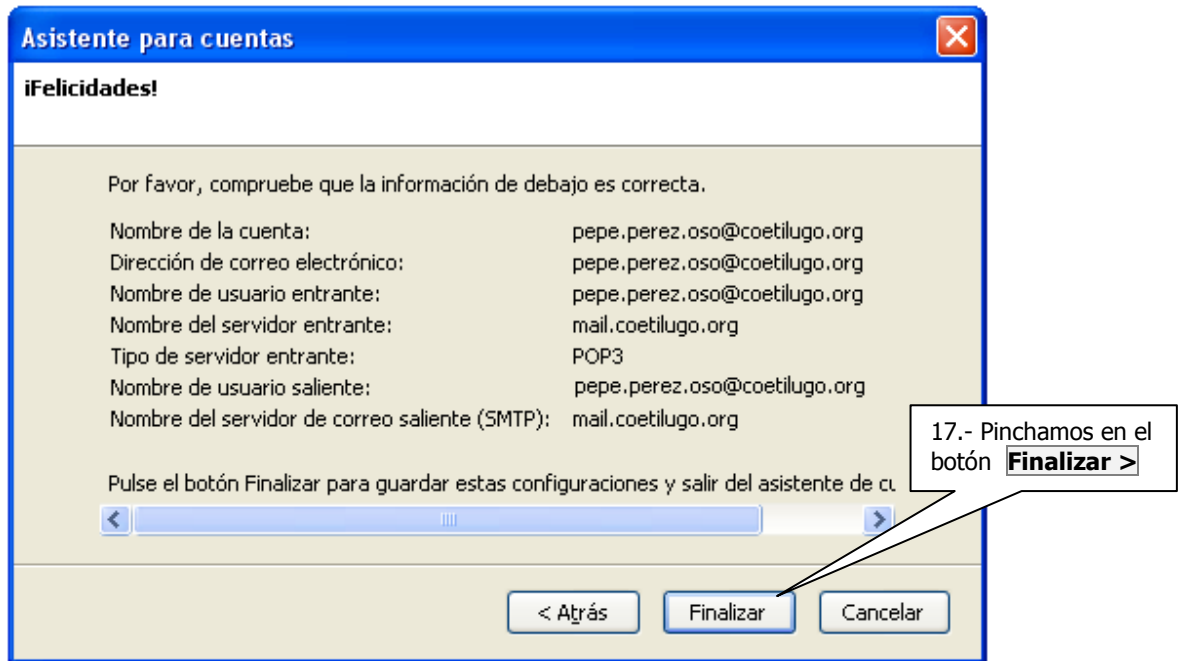 Asistente para cuentas
¡Felicidades!
Por favor, compruebe que la información de debajo es correcta.
Nombre de la cuenta: pepe.perez.oso@coetilugo.org
Dirección de correo electrónico: pepe.perez.oso@coetilugo.org
Nombre de usuario entrante: pepe.perez.oso@coetilugo.org
Nombre del servidor entrante: mail.coetilugo.org
Tipo de servidor entrante: POP3
Nombre de usuario saliente: pepe.perez.oso@coetilugo.org
Nombre del servidor de correo saliente (SMTP): mail.coetilugo.org
17.- Pinchamos en el
botón Finalizar >
Pulse el botón Finalizar para guardar estas configuraciones y salir del asistente de
< Atrás Finalizar Cancelar